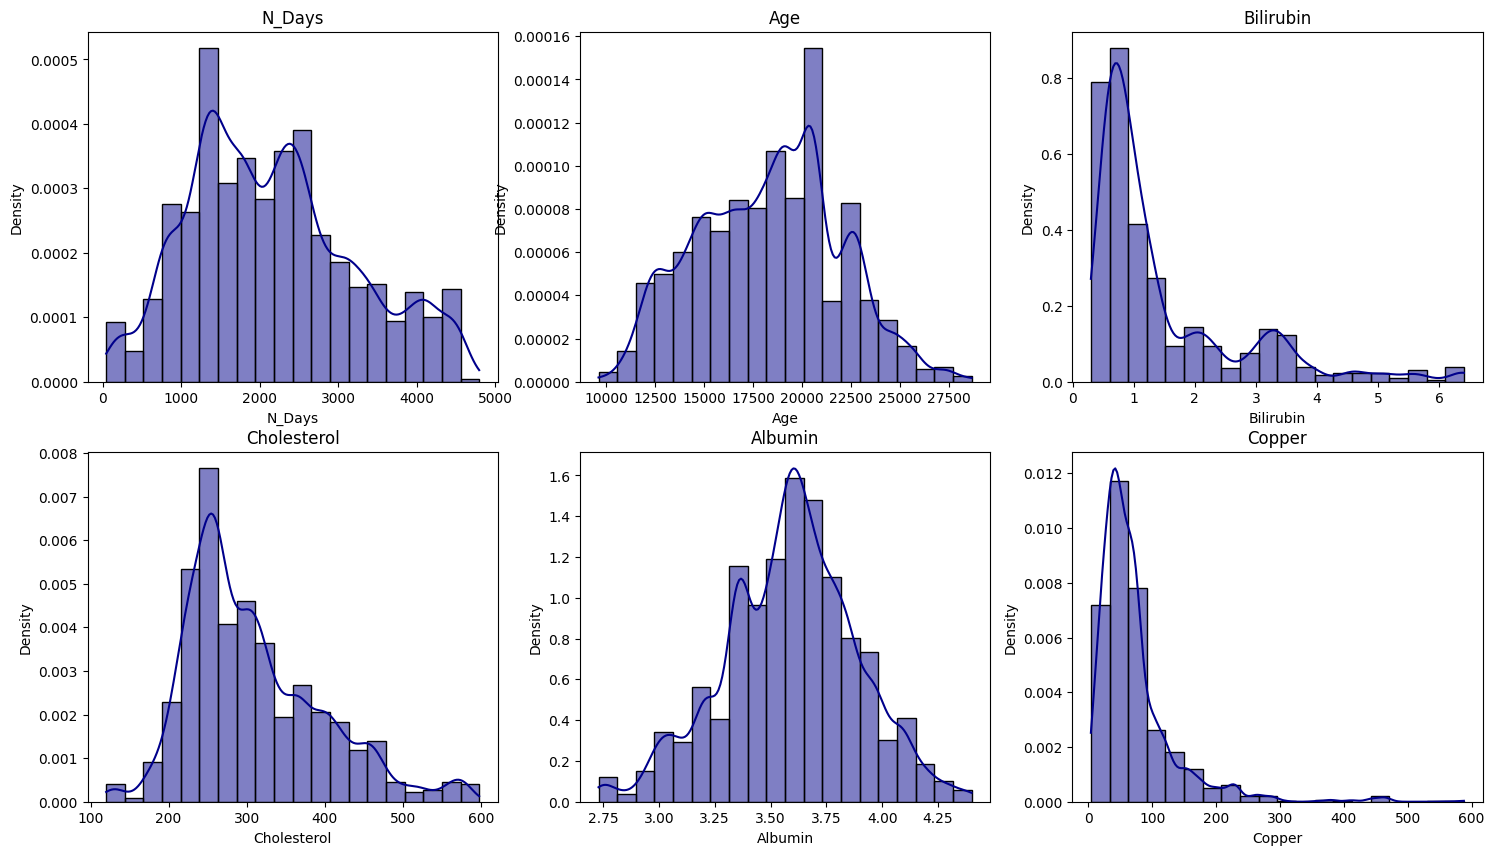 N_Days
Density
0.0005
0.0004
0.0003
0.0002
0.0001
0.0000
0 1000 2000 3000 4000 5000
N_Days
Age
Density
0.00016
0.00014
0.00012
0.00010
0.00008
0.00006
0.00004
0.00002
0.00000
10000 12500 15000 17500 20000 22500 25000 27500
Age
Bilirubin
Density
0.8
0.6
0.4
0.2
0.0
0 1 2 3 4 5 6
Bilirubin
Cholesterol
Density
0.008
0.007
0.006
0.005
0.004
0.003
0.002
0.001
0.000
100 200 300 400 500 600
Cholesterol
Albumin
Density
1.6
1.4
1.2
1.0
0.8
0.6
0.4
0.2
0.0
2.75 3.00 3.25 3.50 3.75 4.00 4.25
Albumin
Copper
Density
0.012
0.010
0.008
0.006
0.004
0.002
0.000
0 100 200 300 400 500 600
Copper